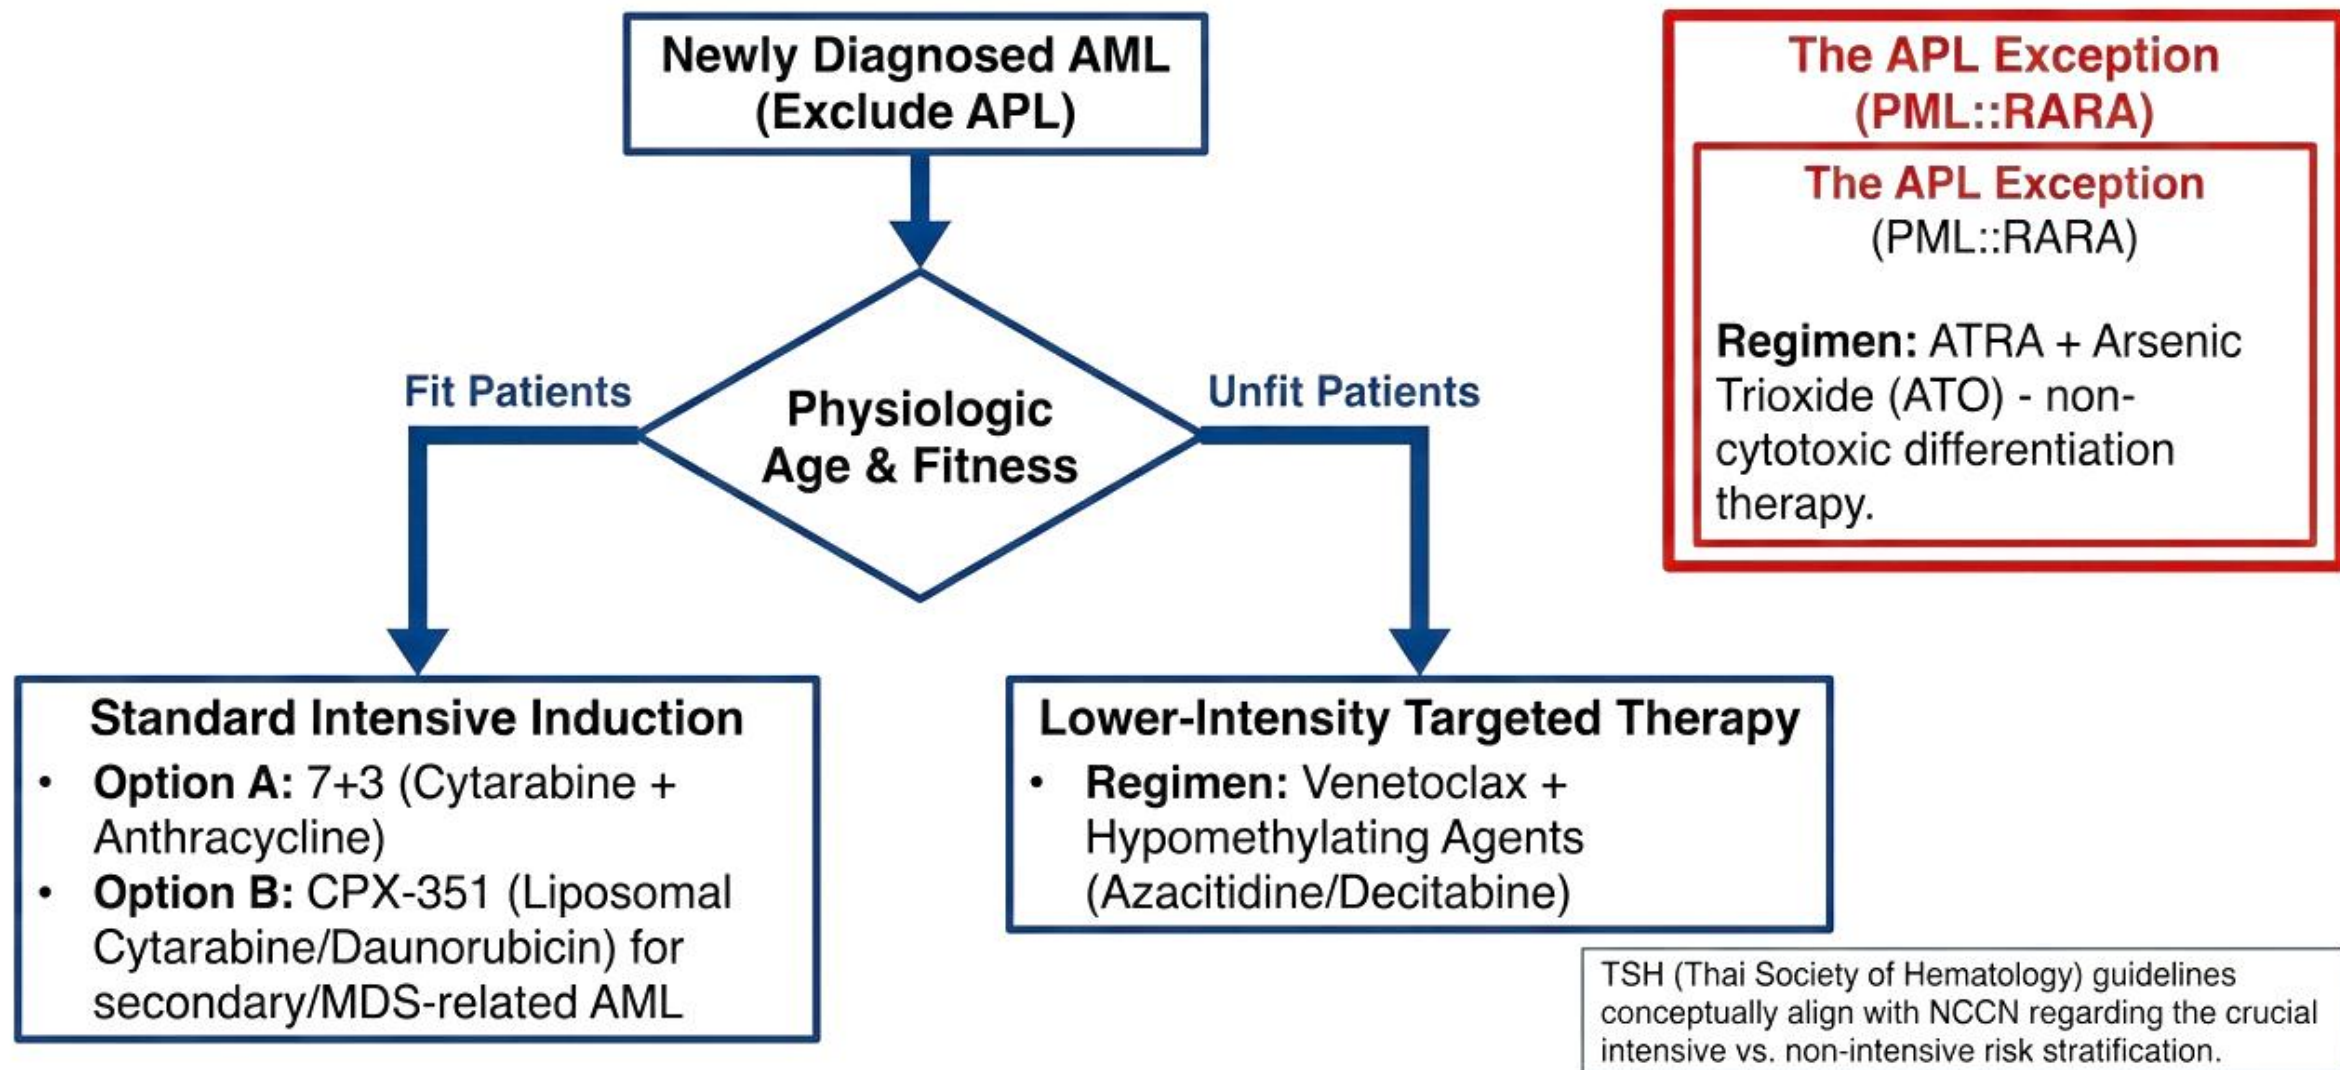 Newly Diagnosed AML
(Exclude APL)
Fit Patients
Physiologic
Age & Fitness
Unfit Patients
Standard Intensive Induction
• Option A: 7+3 (Cytarabine +
Anthracycline)
• Option B: CPX-351 (Liposomal
Cytarabine/Daunorubicin) for
secondary/MDS-related AML
Lower-Intensity Targeted Therapy
• Regimen: Venetoclax +
Hypomethylating Agents
(Azacitidine/Decitabine)
The APL Exception
(PML::RARA)
The APL Exception
(PML::RARA)
Regimen: ATRA + Arsenic
Trioxide (ATO) - non-
cytotoxic differentiation
therapy.
TSH (Thai Society of Hematology) guidelines
conceptually align with NCCN regarding the crucial
intensive vs. non-intensive risk stratification.